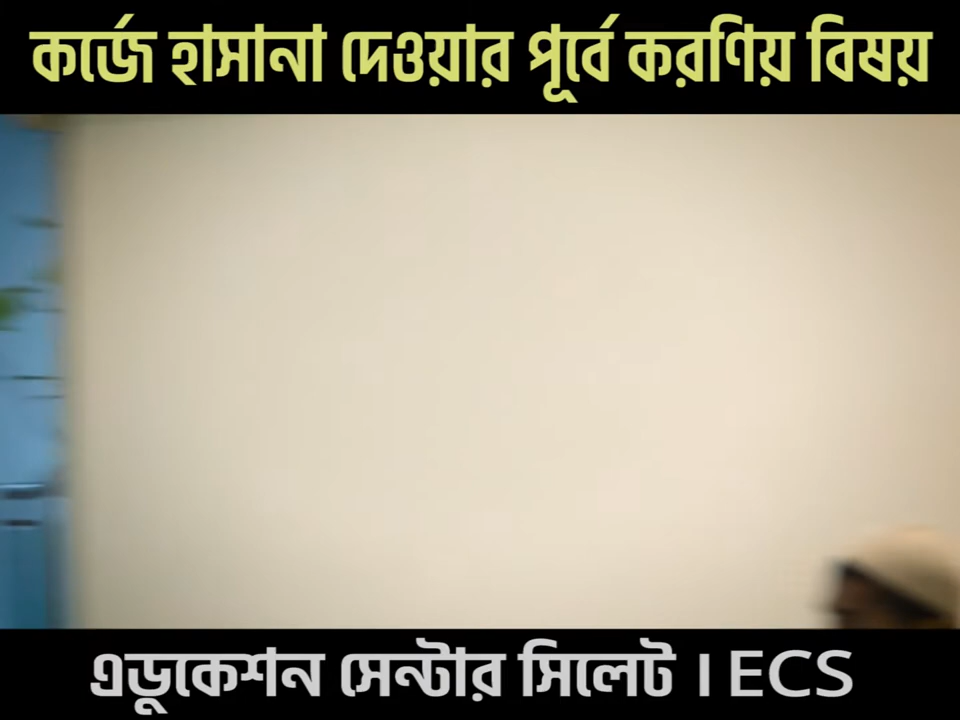 কর্জে হাসানা দেওয়ার পূর্বে করণিয় বিষয়
এডুকেশন সেন্টার সিলেট । ECS